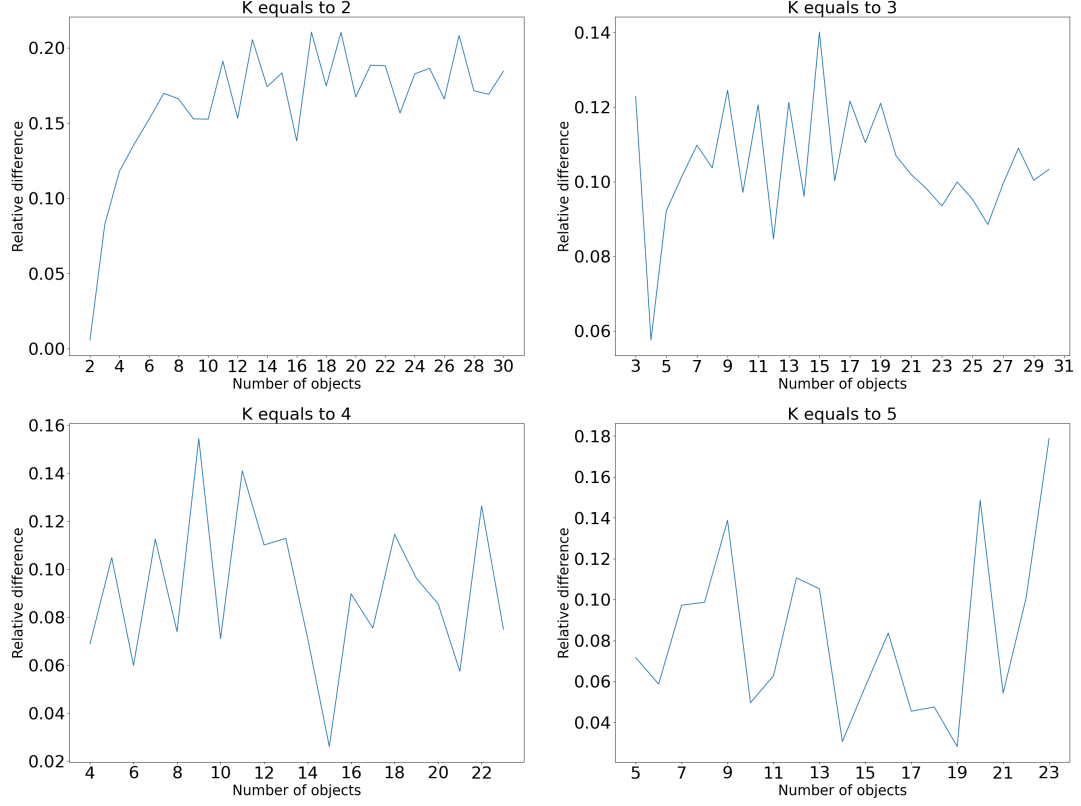 K equals to 2
Relative difference
0.20
0.15
0.10
0.05
0.00
2 4 6 8 10 12 14 16 18 20 22 24 26 28 30
Number of objects
K equals to 3
Relative difference
0.14
0.12
0.10
0.08
0.06
3 5 7 9 11 13 15 17 19 21 23 25 27 29 31
Number of objects
K equals to 4
Relative difference
0.16
0.14
0.12
0.10
0.08
0.06
0.04
0.02
4 6 8 10 12 14 16 18 20 22
Number of objects
K equals to 5
Relative difference
0.18
0.16
0.14
0.12
0.10
0.08
0.06
0.04
5 7 9 11 13 15 17 19 21 23
Number of objects